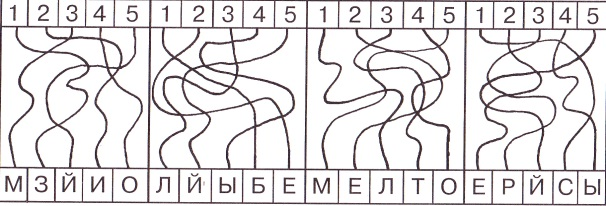 1 2 3 4 5 1 2 3 4 5 1 2 3 4 5 1 2 3 4 5
М З Й И О Л Й Ы Б Е М Е Л Т О Е Р Й С Ы